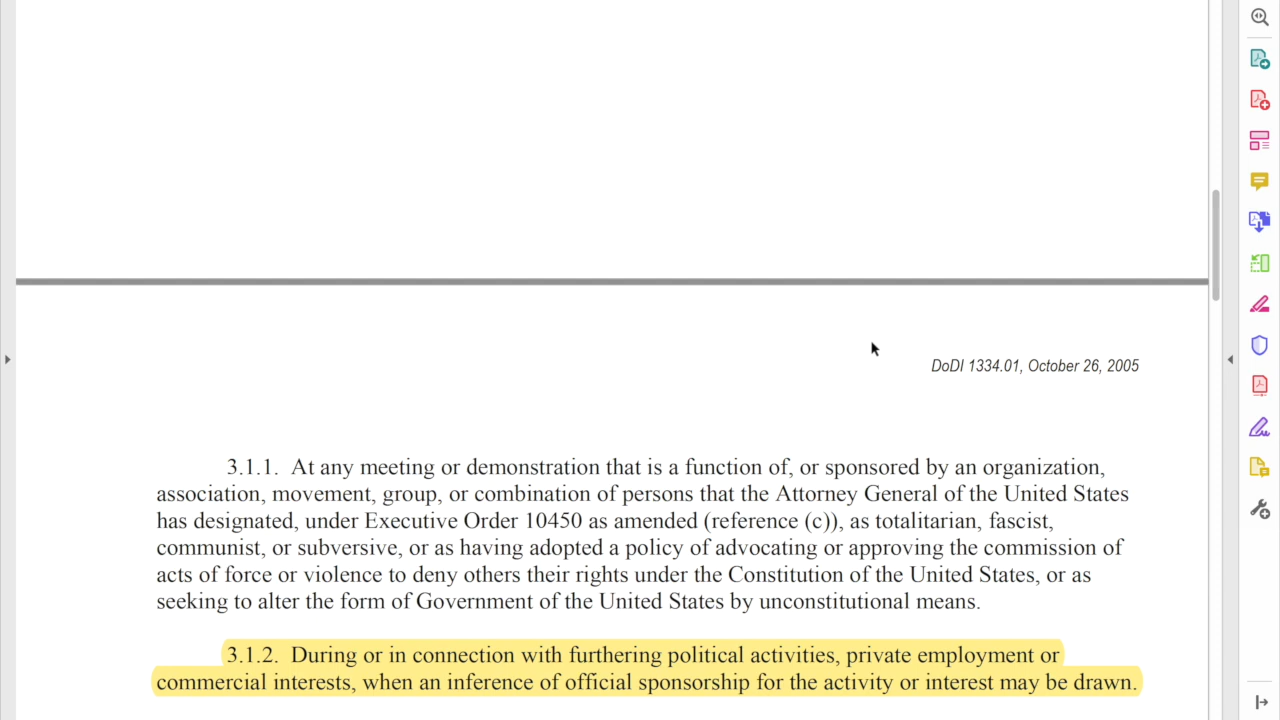 DoDI 1334.01, October 26, 2005
3.1.1. At any meeting or demonstration that is a function of, or sponsored by an organization,
association, movement, group, or combination of persons that the Attorney General of the United States
has designated, under Executive Order 10450 as amended (reference (c)), as totalitarian, fascist,
communist, or subversive, or as having adopted a policy of advocating or approving the commission of
acts of force or violence to deny others their rights under the Constitution of the United States, or as
seeking to alter the form of Government of the United States by unconstitutional means.
3.1.2. During or in connection with furthering political activities, private employment or
commercial interests, when an inference of official sponsorship for the activity or interest may be drawn.